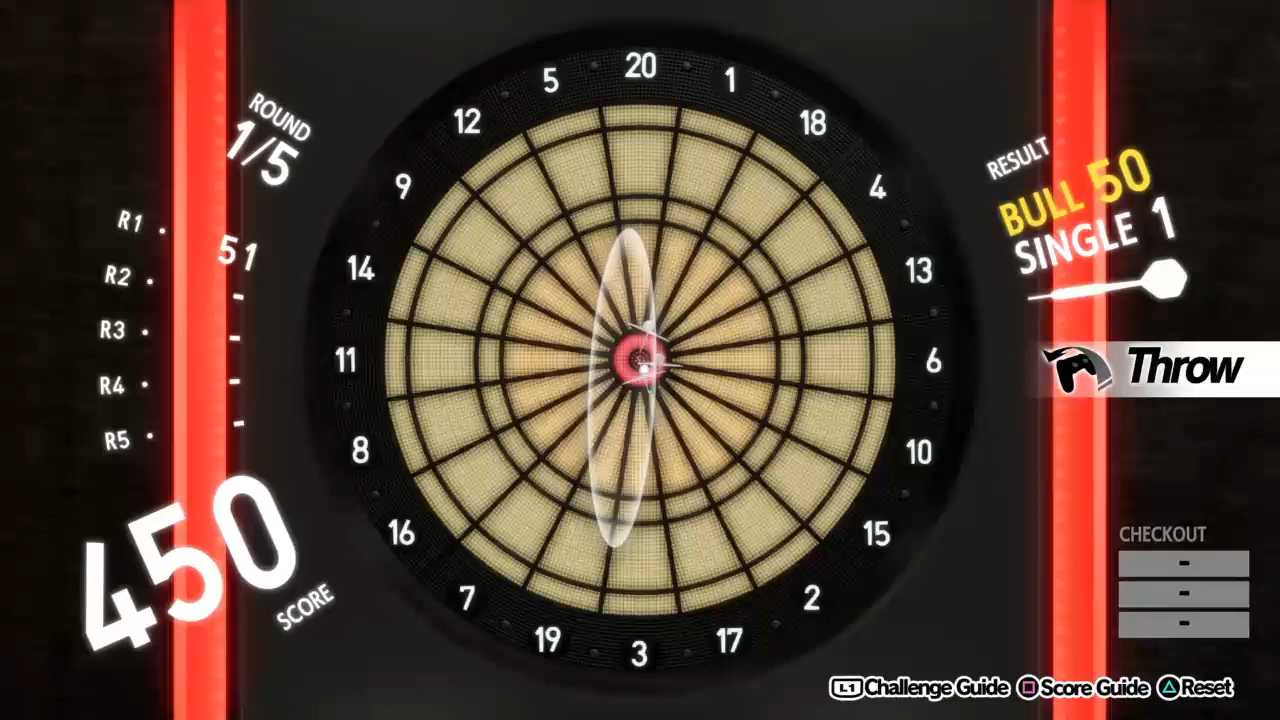 ROUND
1/5
R1
51
R2
-
R3
-
R4
-
R5
-
450
SCORE
20
1
18
4
13
6
10
15
2
17
3
19
7
16
8
11
14
9
12
5
RESULT
BULL 50
SINGLE 1
Throw
CHECKOUT
-
-
-
L1 Challenge Guide Score Guide Reset